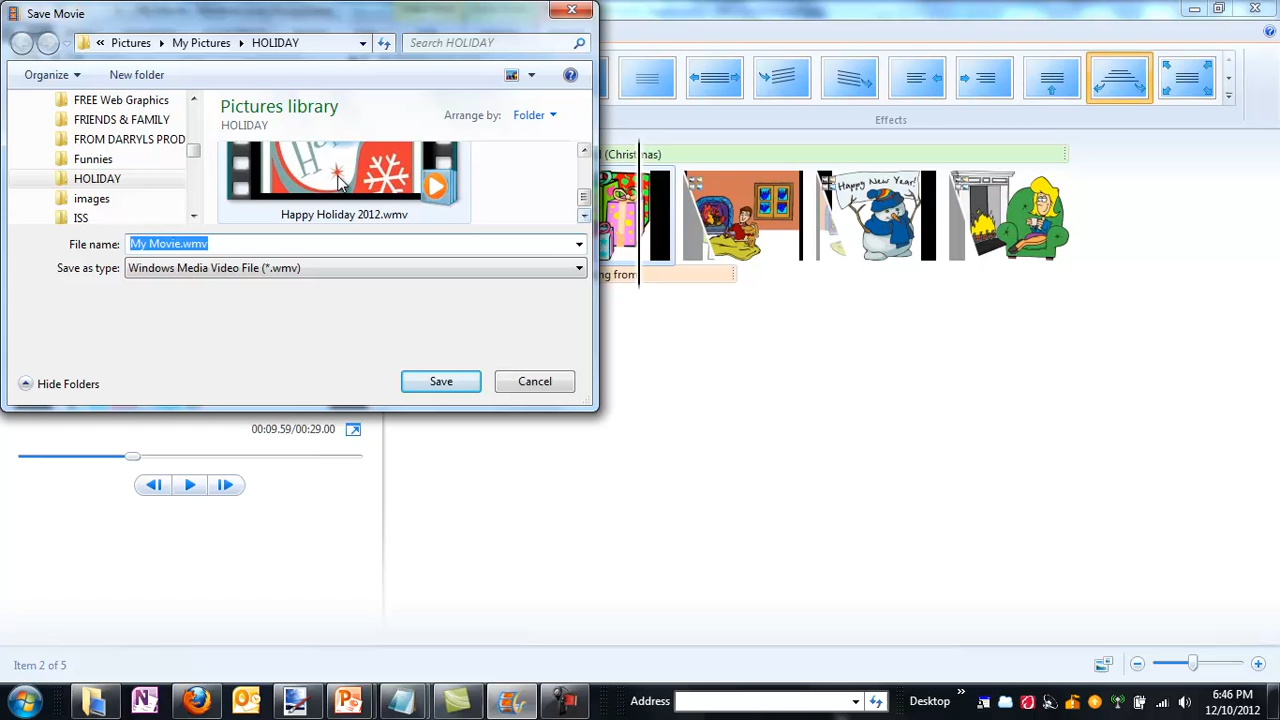 Save Movie
« Pictures My Pictures HOLIDAY
Search HOLIDAY
Organize
New folder
Pictures library
HOLIDAY
Arrange by: Folder
FREE Web Graphics
FRIENDS & FAMILY
FROM DARRYLS PROD
Funnies
HOLIDAY
images
ISS
Happy Holiday 2012.wmv
File name: My Movie.wmv
Save as type: Windows Media Video File (*.wmv)
Hide Folders
Save
Cancel
Effects
(Christmas)
Happy New Year!
ng from
00:09.59/00:29.00
Item 2 of 5
Address
Desktop
»
6:46 PM
12/10/2012